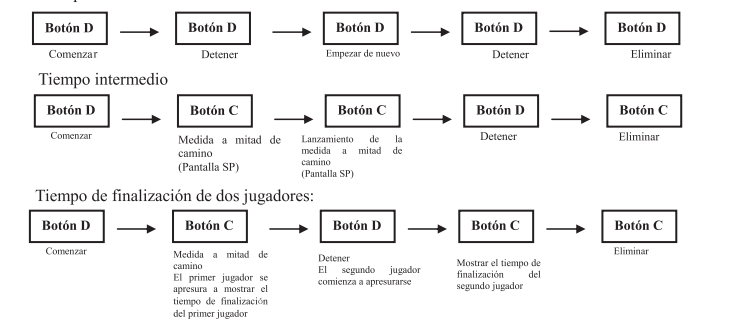 Botón D Botón D Botón D Botón D Botón D
Comenzar Detener Empezar de nuevo Detener Eliminar
Tiempo intermedio
Botón D Botón C Botón C Botón D Botón C
Comenzar
Medida a mitad de
camino
(Pantalla SP)
Lanzamiento de la
medida a mitad de
camino
(Pantalla SP)
Detener
Eliminar
Tiempo de finalización de dos jugadores:
Botón D Botón C Botón D Botón C Botón C
Comenzar
Medida a mitad de
camino
El primer jugador se
apresura a mostrar el
tiempo de finalización
del primer jugador
Detener
El segundo jugador
comienza a apresurarse
Mostrar el tiempo de
finalización del
segundo jugador
Eliminar